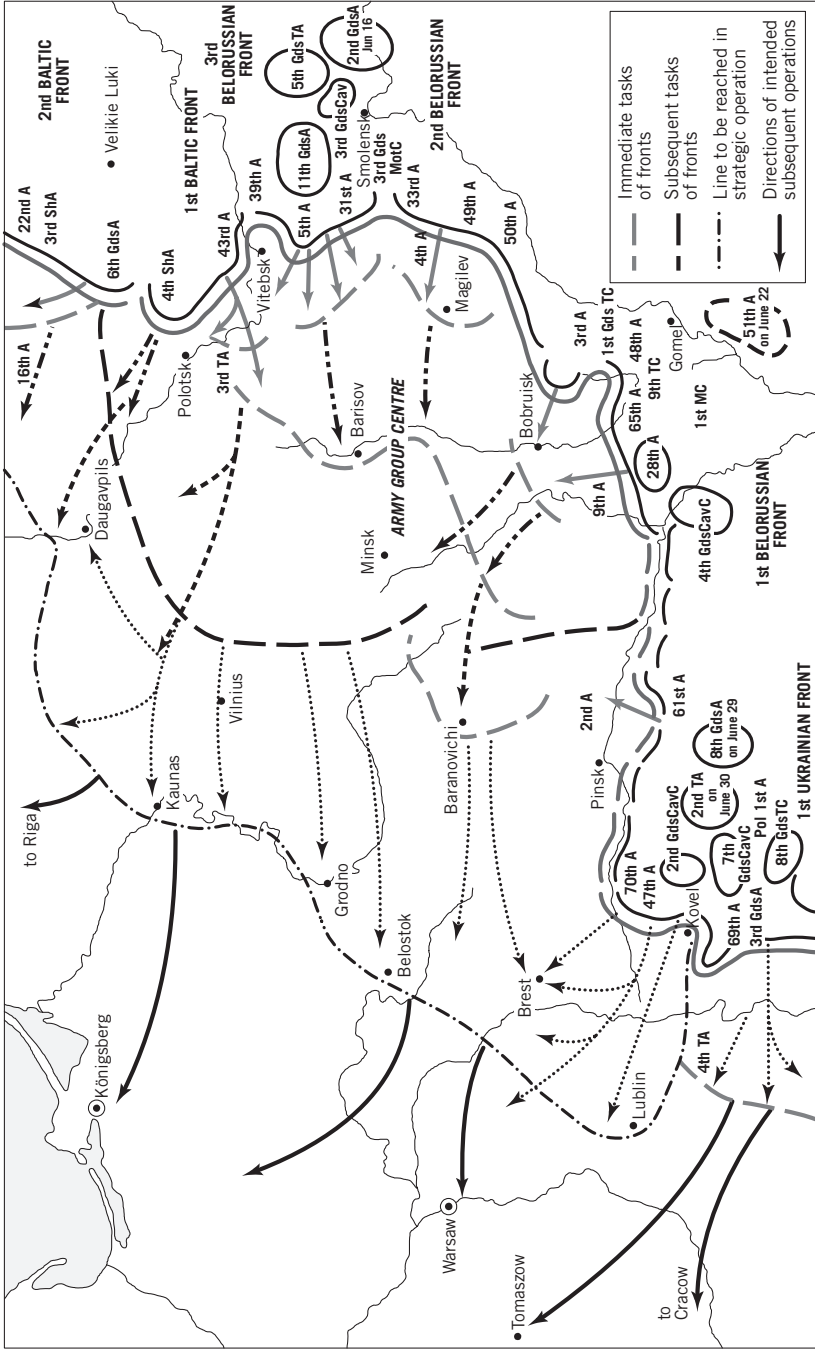 2nd BALTIC
FRONT
Velikie Luki
22nd A
3rd ShA
6th GdsA
4th ShA
16th A
1st BALTIC FRONT
43rd A
39th A
3rd
BELORUSSIAN
FRONT
5th GdsTA
2nd GdsA
Jun 16
11th GdsA
3rd GdsCav
5th A
31st A
Smolensk
3rd Gds
MotC
2nd BELORUSSIAN
FRONT
33rd A
49th A
50th A
4th A
Vitebsk
Polotsk
3rd TA
Magilev
Daugavpils
Barisov
ARMY GROUP CENTRE
Minsk
Bobruisk
9th A
3rd A
1st Gds TC
48th A
9th TC
65th A
Gomel
1st MC
51th A
on June 22
28th A
4th GdsCavC
1st BELORUSSIAN
FRONT
to Riga
Kaunas
Vilnius
Grodno
Belostok
Baranovichi
Pinsk
2nd A
61st A
8th GdsA
on June 29
2nd TA
on
June 30
2nd GdsCavC
7th
GdsCavC
Pol 1st A
8th GdsTC
1st UKRAINIAN FRONT
70th A
47th A
Kovel
69th A
3rd GdsA
Brest
4th TA
Lublin
Königsberg
Warsaw
Tomaszow
to
Cracow
Immediate tasks
of fronts
Subsequent tasks
of fronts
Line to be reached in
strategic operation
Directions of intended
subsequent operations